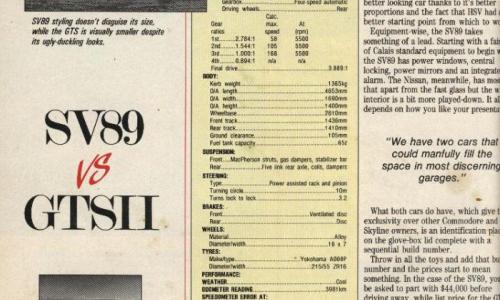 SV89 styling doesn't disguise its size,
while the GTS is visually smaller despite
its ugly-duckling looks.
SV89
VS
GTSII
Gearbox Four-speed automatic
Driving wheels Rear
Calc.
Gear max. At
ratios speed (rpm)
1st 2.784:1 58 5500
2nd 1.544:1 105 5500
3rd 1.000:1 168 5500
4th 0.694:1 n/a n/a
Final drive 3.889:1
BODY:
Kerb weight 1365kg
O/A length 4653mm
O/A width 1690mm
O/A height 1400mm
Wheelbase 2610mm
Front track 1436mm
Rear track 1410mm
Ground clearance 105mm
Fuel tank capacity 65ℓ
SUSPENSION:
Front MacPherson struts, gas dampers, stabilizer bar
Rear Five link rear axle, coils, dampers
STEERING:
Type Power assisted rack and pinion
Turning circle 10m
Turns lock to lock 3.2
BRAKES:
Front Ventilated disc
Rear Disc
WHEELS:
Material Alloy
Diameter/width 16 x 7
TYRES:
Make/type Yokohama A008P
Diameter/width 215/55 ZR16
PERFORMANCE:
WEATHER Cool
ODOMETER READING 3081km
SPEEDOMETER ERROR AT:
better looking car thanks to it's better
proportions and the fact that HSV had a
better starting point from which to
Equipment-wise, the SV89 takes
something of a lead. Starting with a
of Calais standard equipment to begin
the SV89 has power windows, central
locking, power mirrors and an
alarm. The Nissan, meanwhile, has
that apart from the fast glass but the
interior is a bit more played-down. It
depends on how you like your
"We have two cars that
could manfully fill the
space in most discerning
garages."
What both cars do have, which give
exclusivity over other Commodore and
Skyline owners, is an identification
on the glove-box lid complete with a
sequential build number.
Throw in all the toys and add that
number and the prices start to mean
something. In the case of the SV89,
be asked to part with $44,000 before
driving away, while list price for